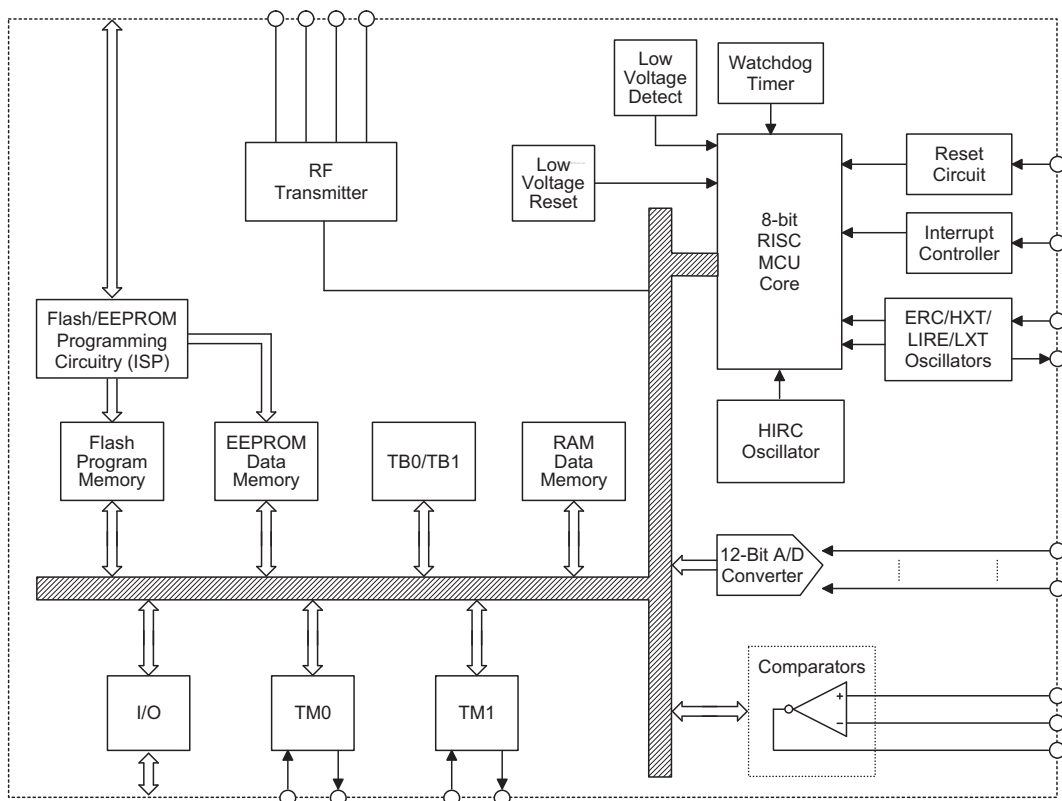 Low
Voltage
Detect
Watchdog
Timer
RF
Transmitter
Low
Voltage
Reset
8-bit
RISC
MCU
Core
Reset
Circuit
Interrupt
Controller
Flash/EEPROM
Programming
Circuitry (ISP)
ERC/HXT/
LIRE/LXT
Oscillators
HIRC
Oscillator
Flash
Program
Memory
EEPROM
Data
Memory
TB0/TB1
RAM
Data
Memory
12-Bit A/D
Converter
Comparators
+
−
I/O
TM0
TM1